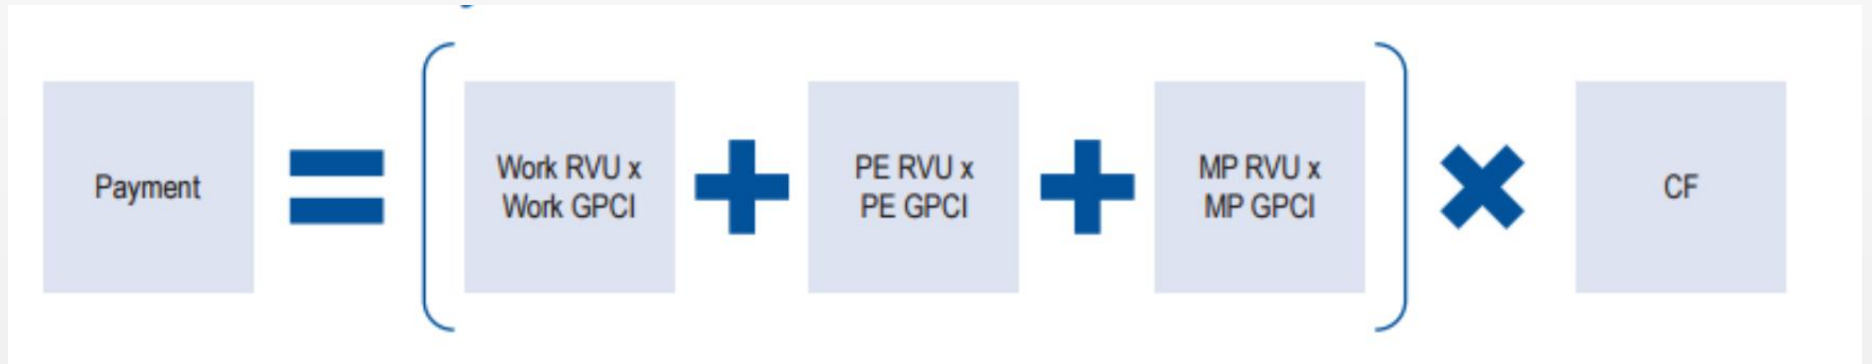 Payment
Work RVU x
Work GPCI
PE RVU x
PE GPCI
MP RVU x
MP GPCI
CF